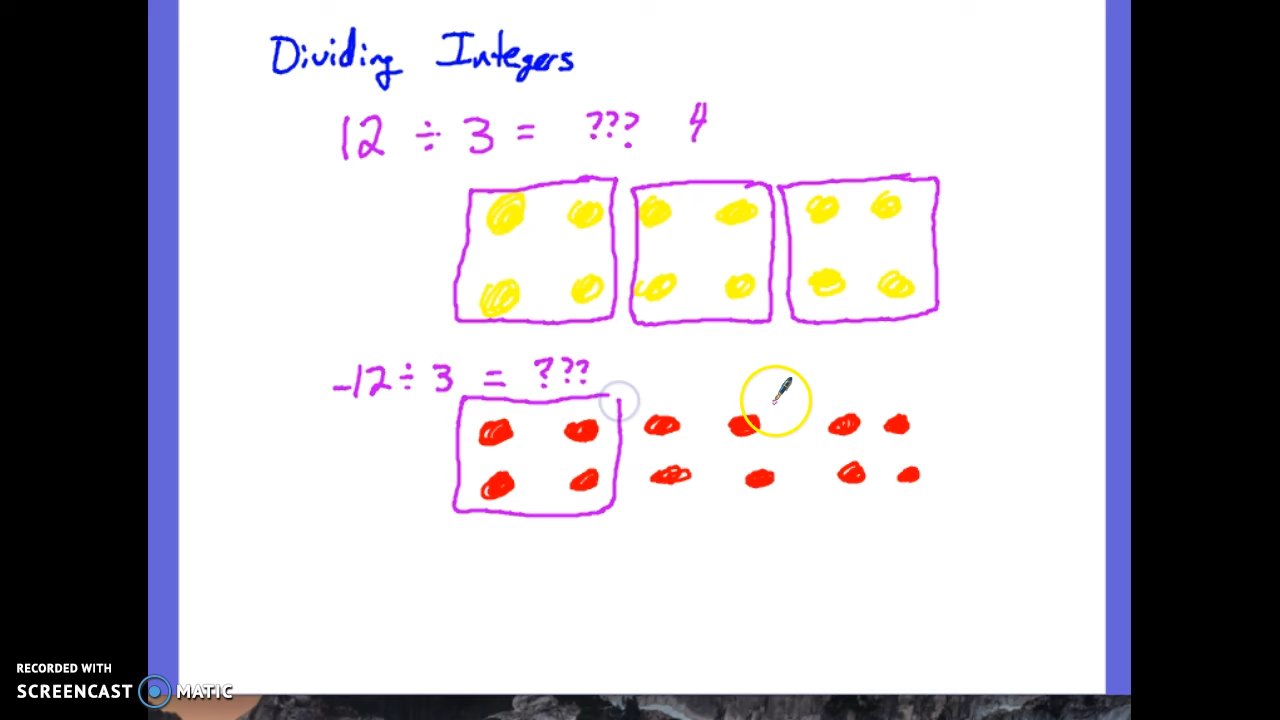 Dividing Integers
12 ÷ 3 = ??? 4
-12 ÷ 3 = ???
RECORDED WITH
SCREENCAST MATIC